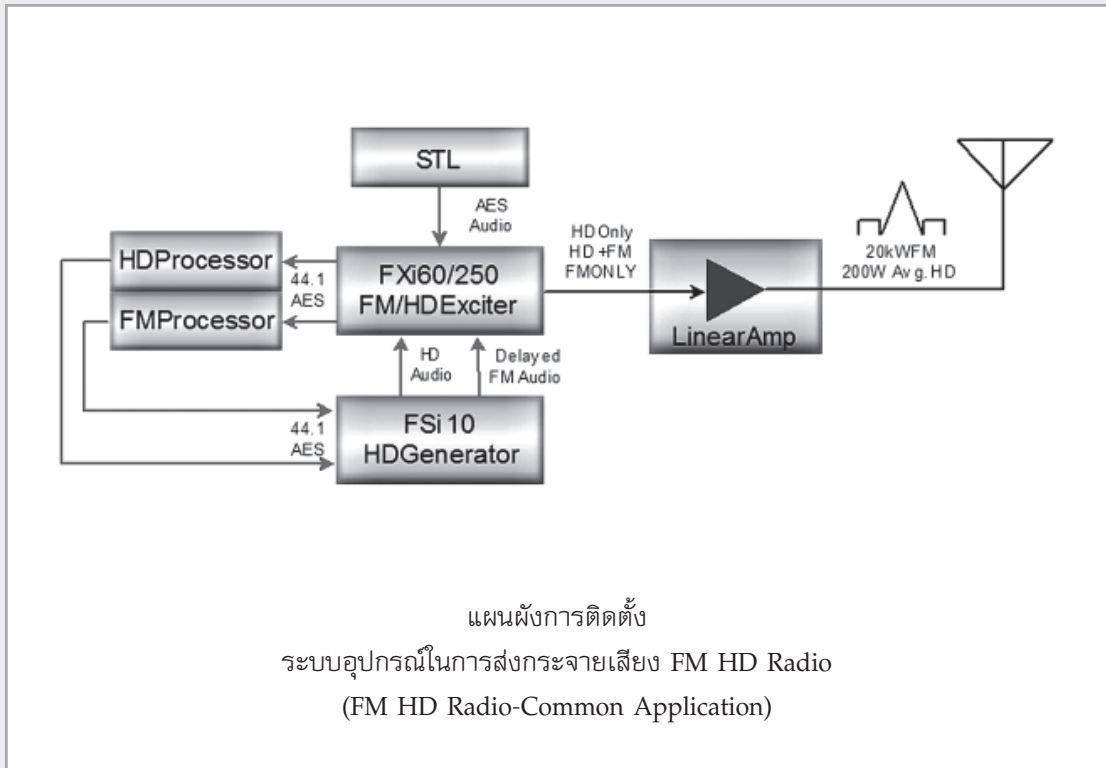 STL
AES
Audio
HDProcessor
44.1
AES
FMProcessor
FXi60/250
FM/HDExciter
HD Only
HD +FM
FMONLY
LinearAmp
20kWFM
200W Avg.HD
HD
Audio
Delayed
FM Audio
44.1
AES
FSi 10
HDGenerator
แผนผังการติดตั้ง
ระบบอุปกรณ์ในการส่งกระจายเสียง FM HD Radio
(FM HD Radio-Common Application)